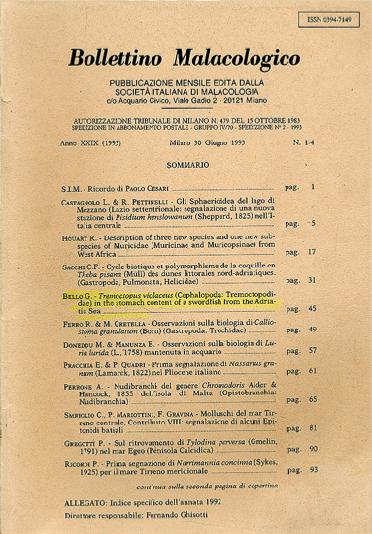 ISSN 0394-7149
Bollettino Malacologico
PUBBLICAZIONE MENSILE EDITA DALLA
SOCIETÀ ITALIANA DI MALACOLOGIA
c/o Acquario Civico, Viale Gadio 2 - 20121 Milano
AUTORIZZAZIONE TRIBUNALE DI MILANO N. 479 DEL 15 OTTOBRE 1983
SPEDIZIONE IN ABBONAMENTO POSTALE - GRUPPO IV/70 - SPEDIZIONE N° 2 - 1993
Anno XXIX (1993) Milano 30 Giugno 1993 N. 1-4
SOMMARIO
S.I.M. - Ricordo di PAOLO CESARI pag. 1
CASTAGNOLO L. & R. PETTINELLI - Gli Sphaeriidea del lago di
Mezzano (Lazio settentrionale: segnalazione di una nuova
stazione di Pisidium henslowanum (Sheppard, 1825) nell'I-
talia centrale pag. 5
HOUART R. - Description of three new species and one new sub-
species of Muricidae (Muricinae and Muricopsinae) from
West Africa pag. 17
SACCHI C.F. - Cycle biotique et polymorphisme de la coquille en
Theba pisana (Müll) des dunes littorales nord-adriatiques.
(Gastropoda, Pulmonata, Helicidae) pag. 31
BELLO G. - Tremoctopus violaceus (Cephalopoda: Tremoctopodi-
dae) in the stomach content of a swordfish from the Adria-
tic Sea pag. 45
FERRO R. & M. CRETELLA - Osservazioni sulla biologia di Callio-
stoma granulatum (Born) (Gastropoda, Trochidae) pag. 49
DONEDDU M. & MANUNZA F. - Osservazioni sulla biologia di Lu-
ria lurida (L., 1758) mantenuta in acquario pag. 57
PRACCHIA E. & P. QUADRI - Prima segnalazione di Nassarus gra-
num (Lamarck, 1822) nel Pliocene italiano pag. 61
PERRONE A. - Nudibranchi del genere Chromodoris Alder &
Hancock, 1855 dell'isola di Malta (Opistobranchia:
Nudibranchia) pag. 65
SMRIGLIO C., P. MARIOTTINI, F. GRAVINA - Molluschi del mar Tir-
reno centrale. Contributo VIII: segnalazione di alcuni Epi-
toniidi batiali pag. 81
GREGETTI P. - Sul ritrovamento di Tylodina perversa (Gmelin,
1791) nel mar Egeo (Penisola Calcidica) pag. 90
RICORDI P. - Prima segnazione di Narrimannia concinna (Sykes,
1925) per il mare Tirreno meridionale pag. 93
continua sulla seconda pagina di copertina
ALLEGATO: Indice specifico dell'annata 1992
Direttore responsabile: Fernando Ghisotti